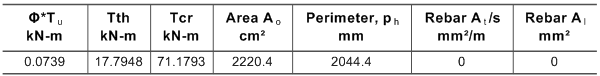 Φ*Tu Tth Tcr Area Ao Perimeter, ph Rebar At/s Rebar Al
kN-m kN-m kN-m cm² mm mm²/m mm²
0.0739 17.7948 71.1793 2220.4 2044.4 0 0